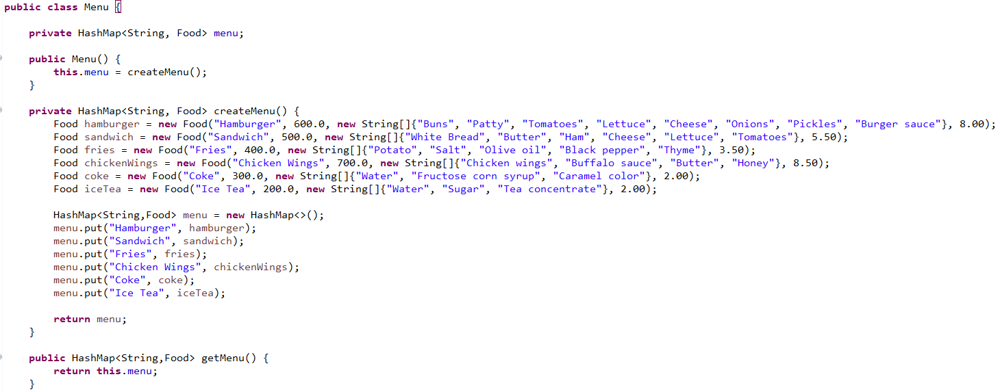 public class Menu {
private HashMap<String, Food> menu;
public Menu() {
this.menu = createMenu();
}
private HashMap<String, Food> createMenu() {
Food hamburger = new Food("Hamburger", 600.0, new String[]{"Buns", "Patty", "Tomatoes", "Lettuce", "Cheese", "Onions", "Pickles", "Burger sauce"}, 8.00);
Food sandwich = new Food("Sandwich", 500.0, new String[]{"White Bread", "Butter", "Ham", "Cheese", "Lettuce", "Tomatoes"}, 5.50);
Food fries = new Food("Fries", 400.0, new String[]{"Potato", "Salt", "Olive oil", "Black pepper", "Thyme"}, 3.50);
Food chickenWings = new Food("Chicken Wings", 700.0, new String[]{"Chicken wings", "Buffalo sauce", "Butter", "Honey"}, 8.50);
Food coke = new Food("Coke", 300.0, new String[]{"Water", "Fructose corn syrup", "Caramel color"}, 2.00);
Food iceTea = new Food("Ice Tea", 200.0, new String[]{"Water", "Sugar", "Tea concentrate"}, 2.00);
HashMap<String,Food> menu = new HashMap<>();
menu.put("Hamburger", hamburger);
menu.put("Sandwich", sandwich);
menu.put("Fries", fries);
menu.put("Chicken Wings", chickenWings);
menu.put("Coke", coke);
menu.put("Ice Tea", iceTea);
return menu;
}
public HashMap<String,Food> getMenu() {
return this.menu;
}